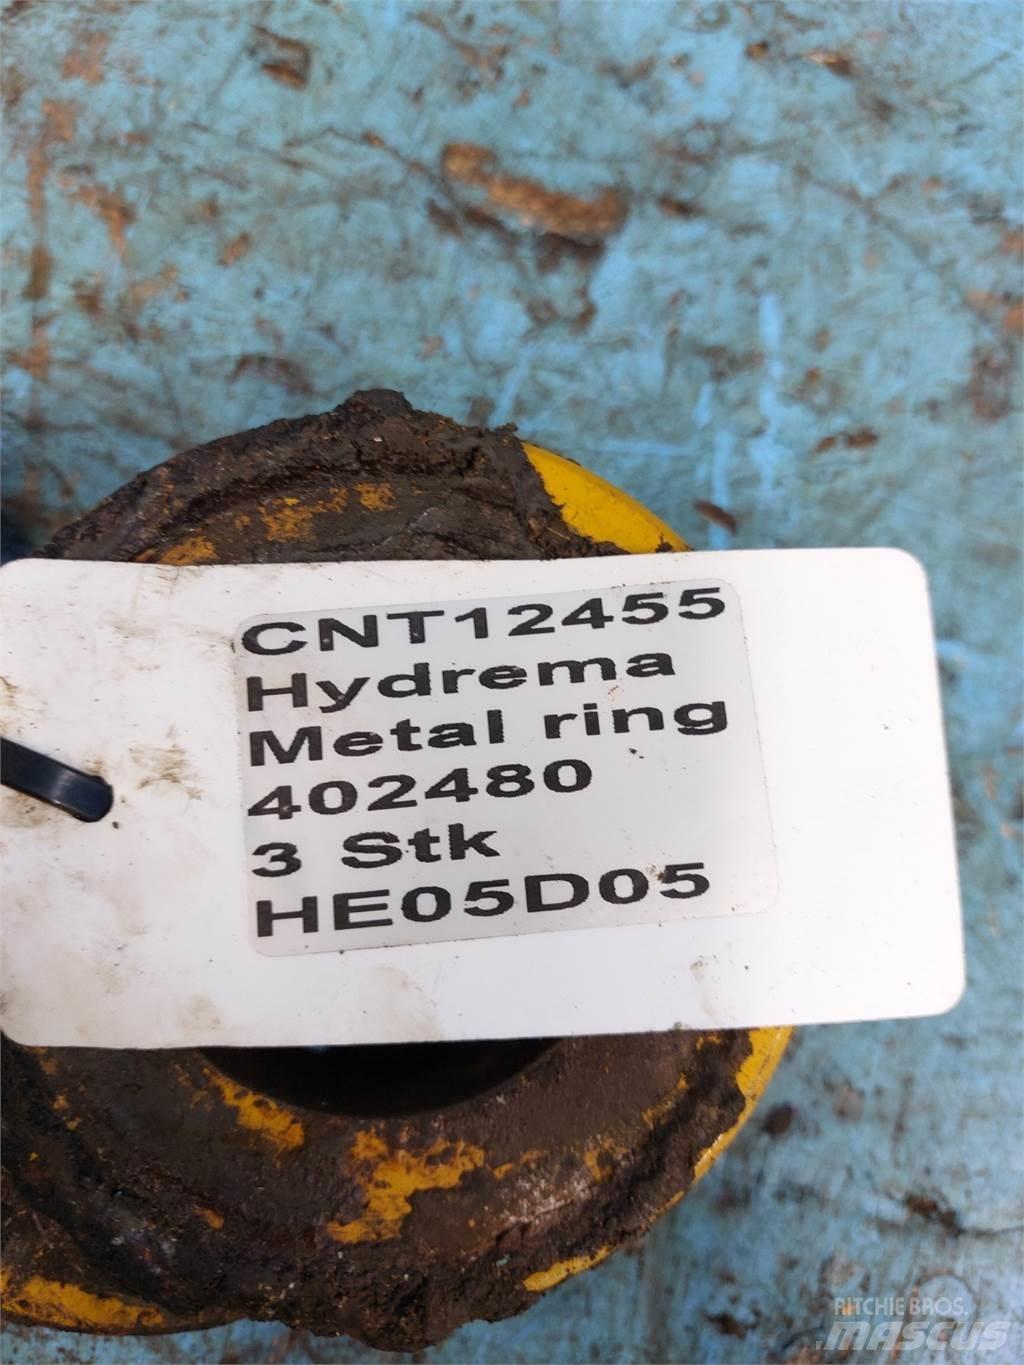 CNT12455
Hydrema
Metal ring
402480
3 Stk
HE05D05
RITCHIE BROS.
MASCUS